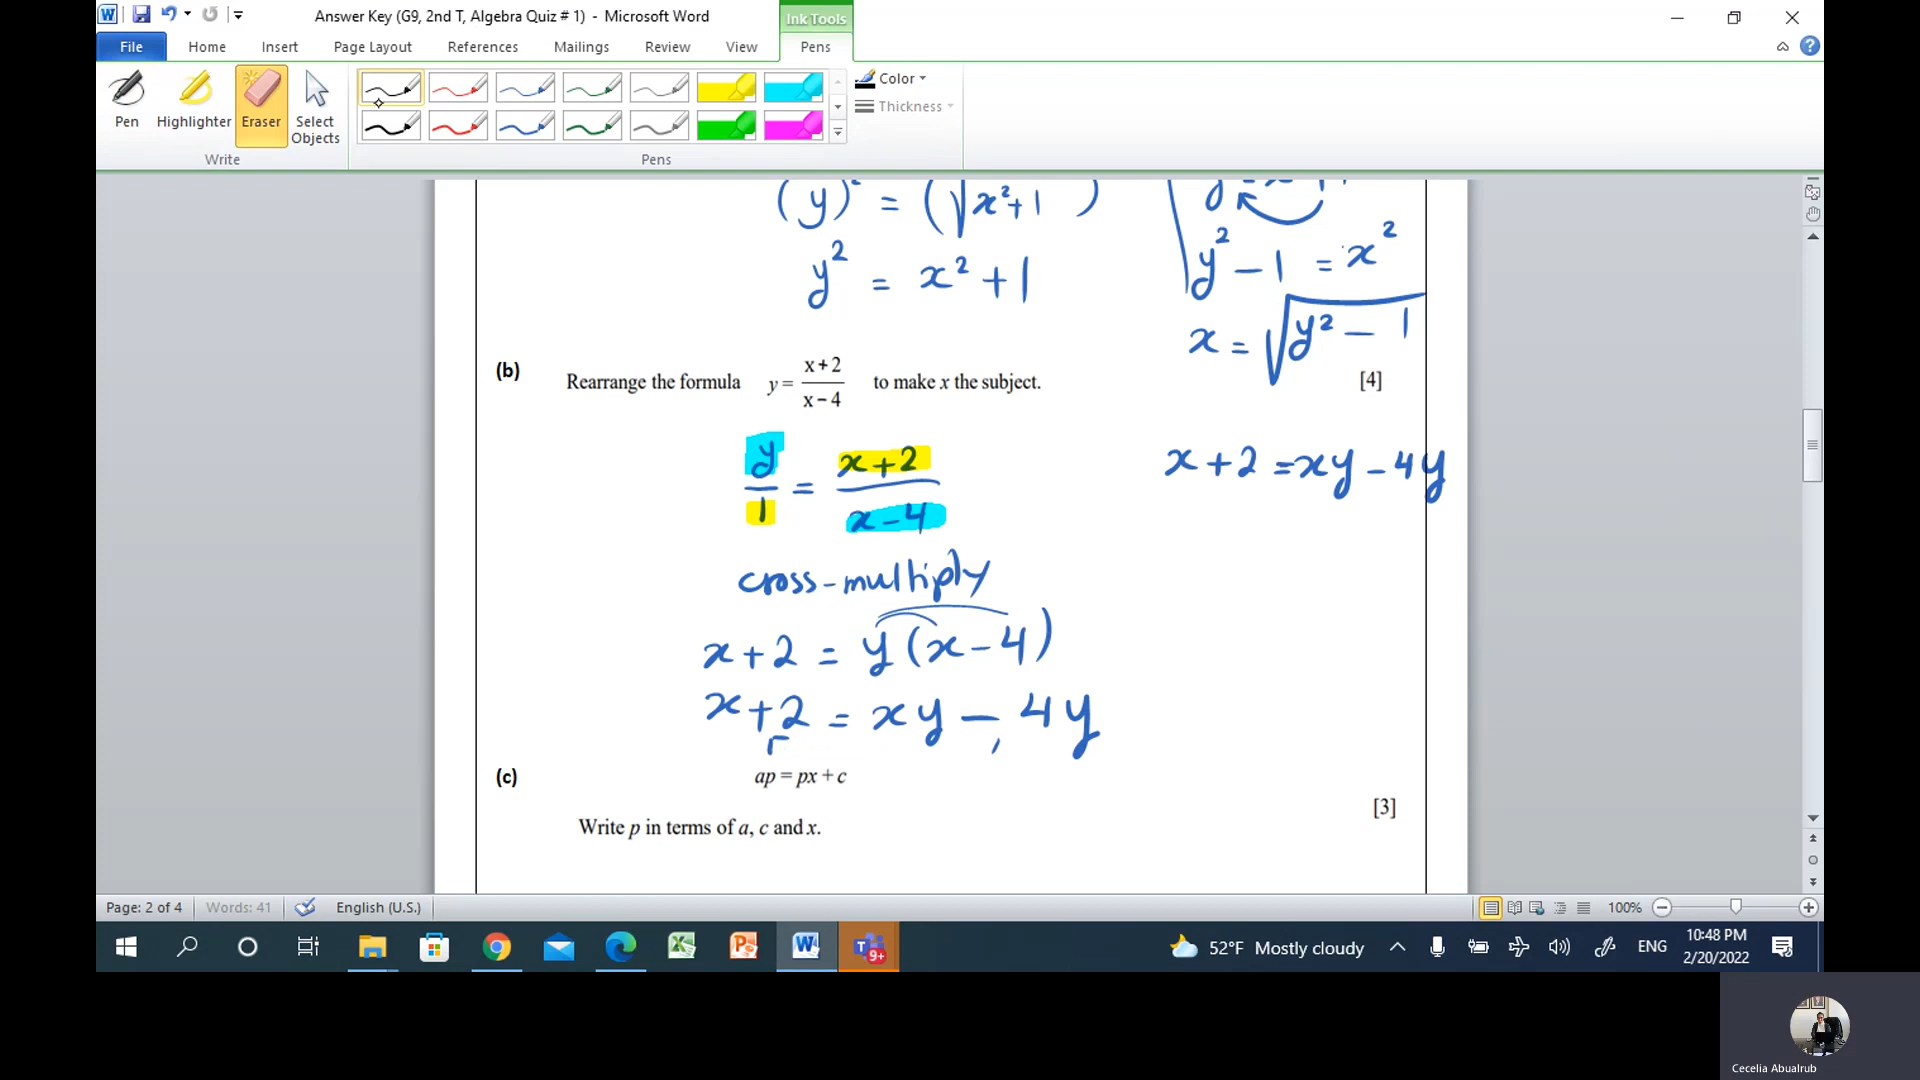 Answer Key (G9, 2nd T, Algebra Quiz # 1) - Microsoft Word
Ink Tools
File Home Insert Page Layout References Mailings Review View Pens
Pen Highlighter Eraser Select Objects
Color
Thickness
Write
Pens
(y)² = (√x²+1 )
y² = x² + 1
y² - 1 = x²
x = √y² - 1
(b) Rearrange the formula y = x + 2 / x - 4 to make x the subject. [4]
y/1 = x+2 / x-4
x + 2 = xy - 4y
cross-multiply
x + 2 = y(x - 4)
x + 2 = xy - 4y
(c) ap = px + c
[3]
Write p in terms of a, c and x.
Page: 2 of 4 Words: 41 English (U.S.) 100%
52°F Mostly cloudy ENG 10:48 PM
2/20/2022
9+
Cecelia Abualrub